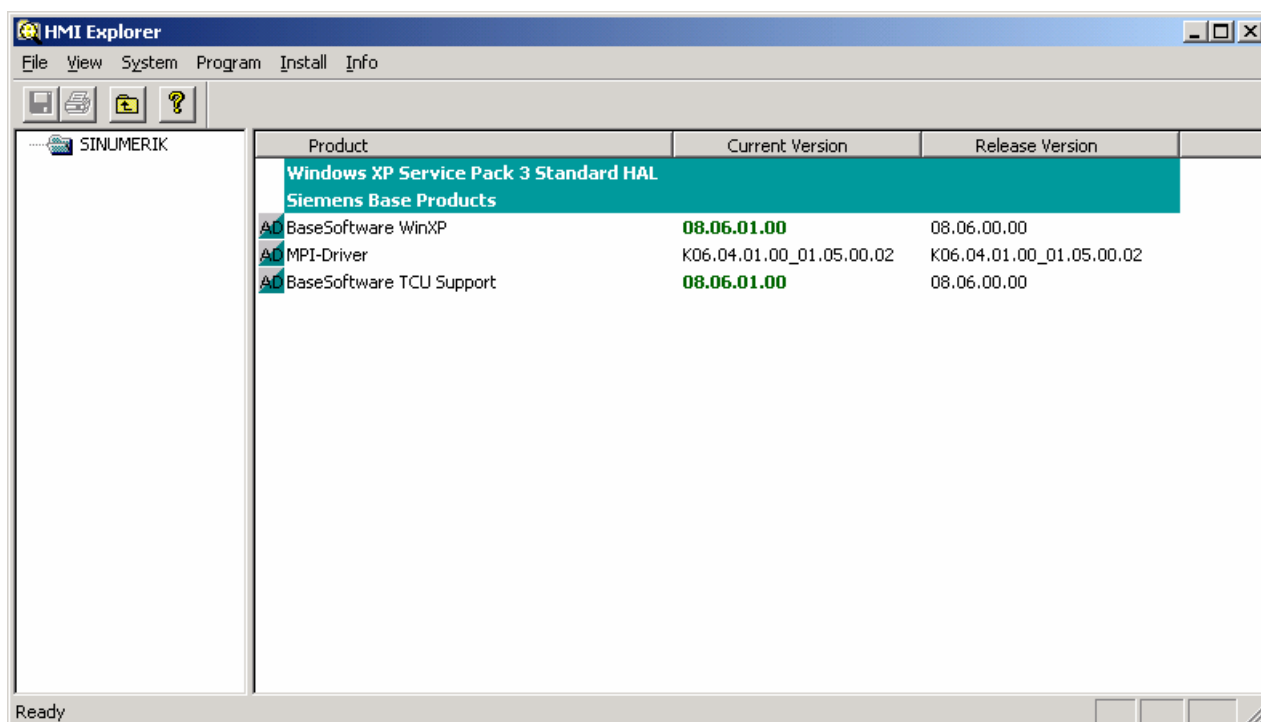 HMI Explorer
File View System Program Install Info
SINUMERIK
Product Current Version Release Version
Windows XP Service Pack 3 Standard HAL
Siemens Base Products
AD BaseSoftware WinXP 08.06.01.00 08.06.00.00
AD MPI-Driver K06.04.01.00_01.05.00.02 K06.04.01.00_01.05.00.02
AD BaseSoftware TCU Support 08.06.01.00 08.06.00.00
Ready